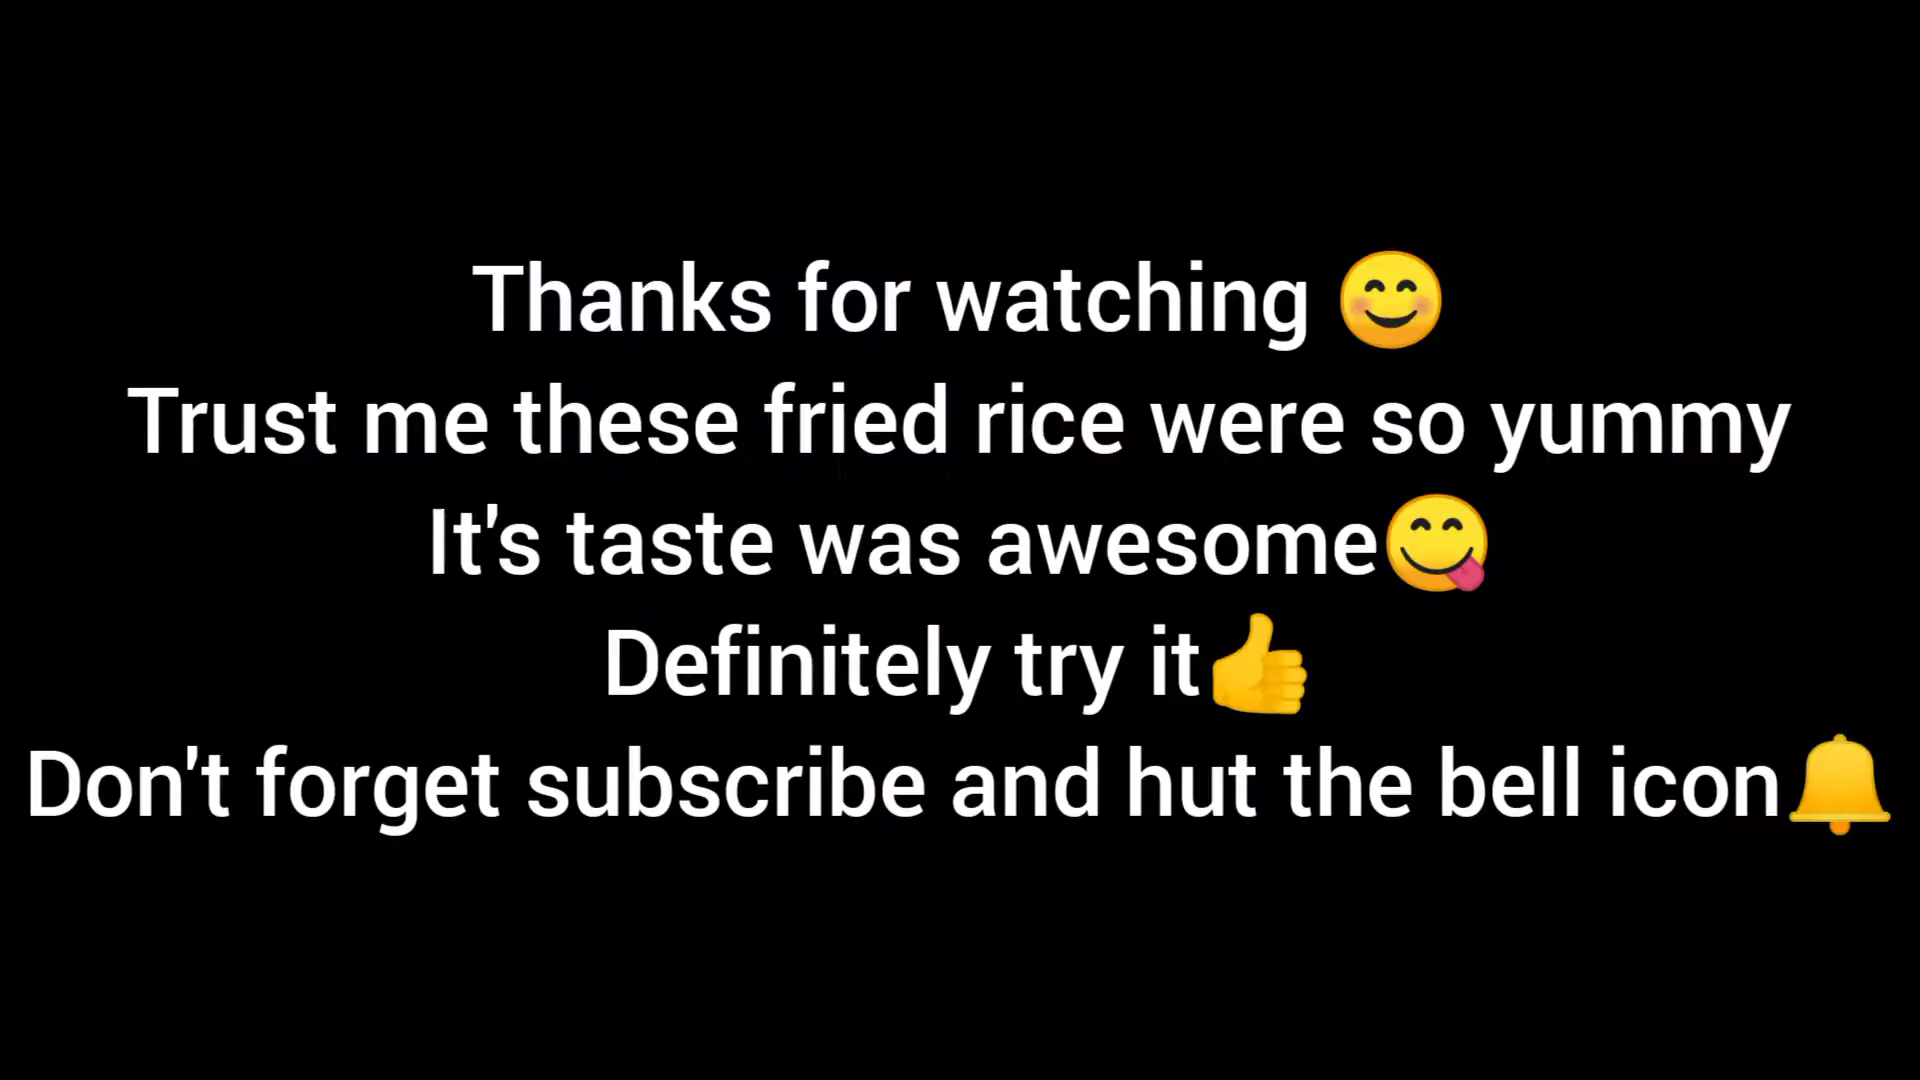 Thanks for watching 😊
Trust me these fried rice were so yummy
It's taste was awesome😋
Definitely try it👍
Don't forget subscribe and hut the bell icon🔔